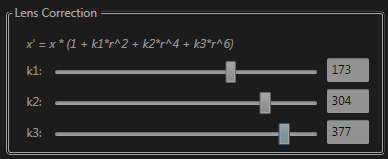 Lens Correction
x' = x * (1 + k1*r^2 + k2*r^4 + k3*r^6)
k1: 173
k2: 304
k3: 377